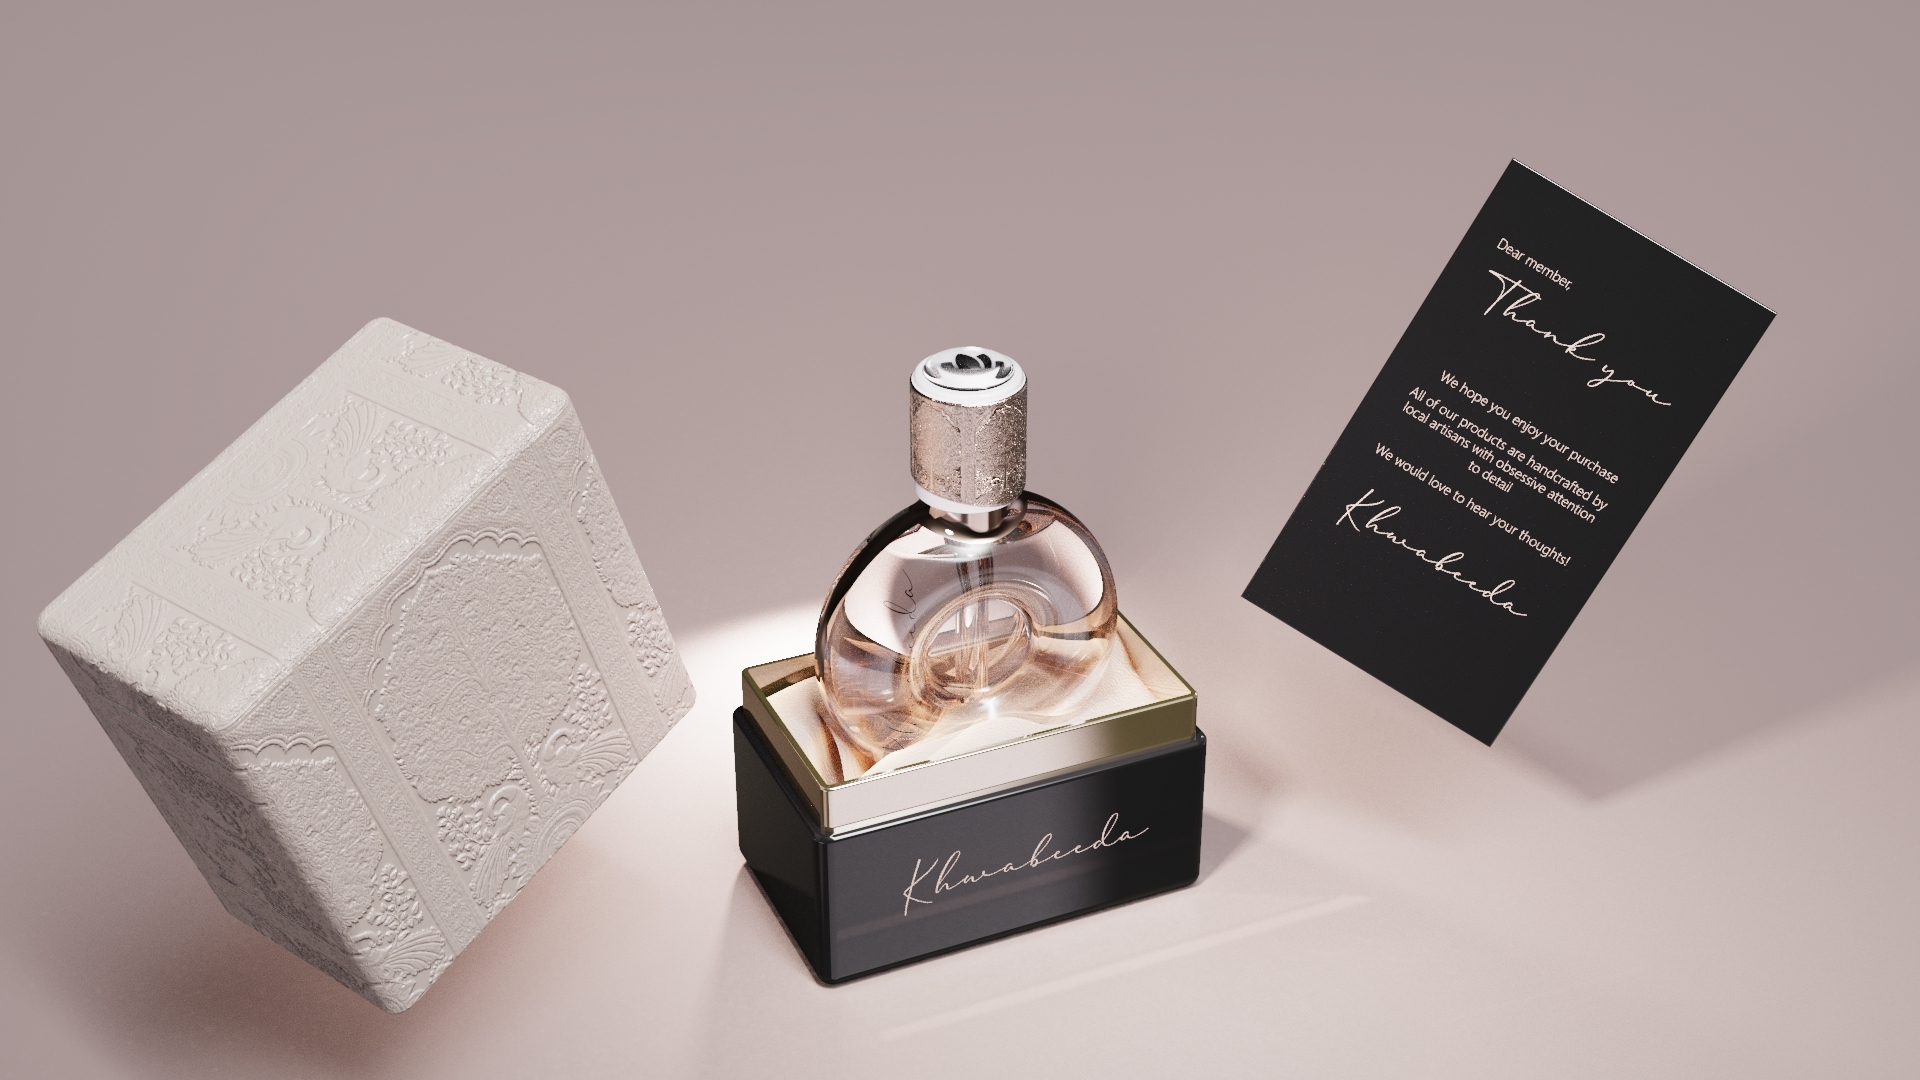 Khwabeeda
Dear member,
Thank you
We hope you enjoy your purchase
All of our products are handcrafted by
local artisans with obsessive attention
to detail
We would love to hear your thoughts!
Khwabeeda